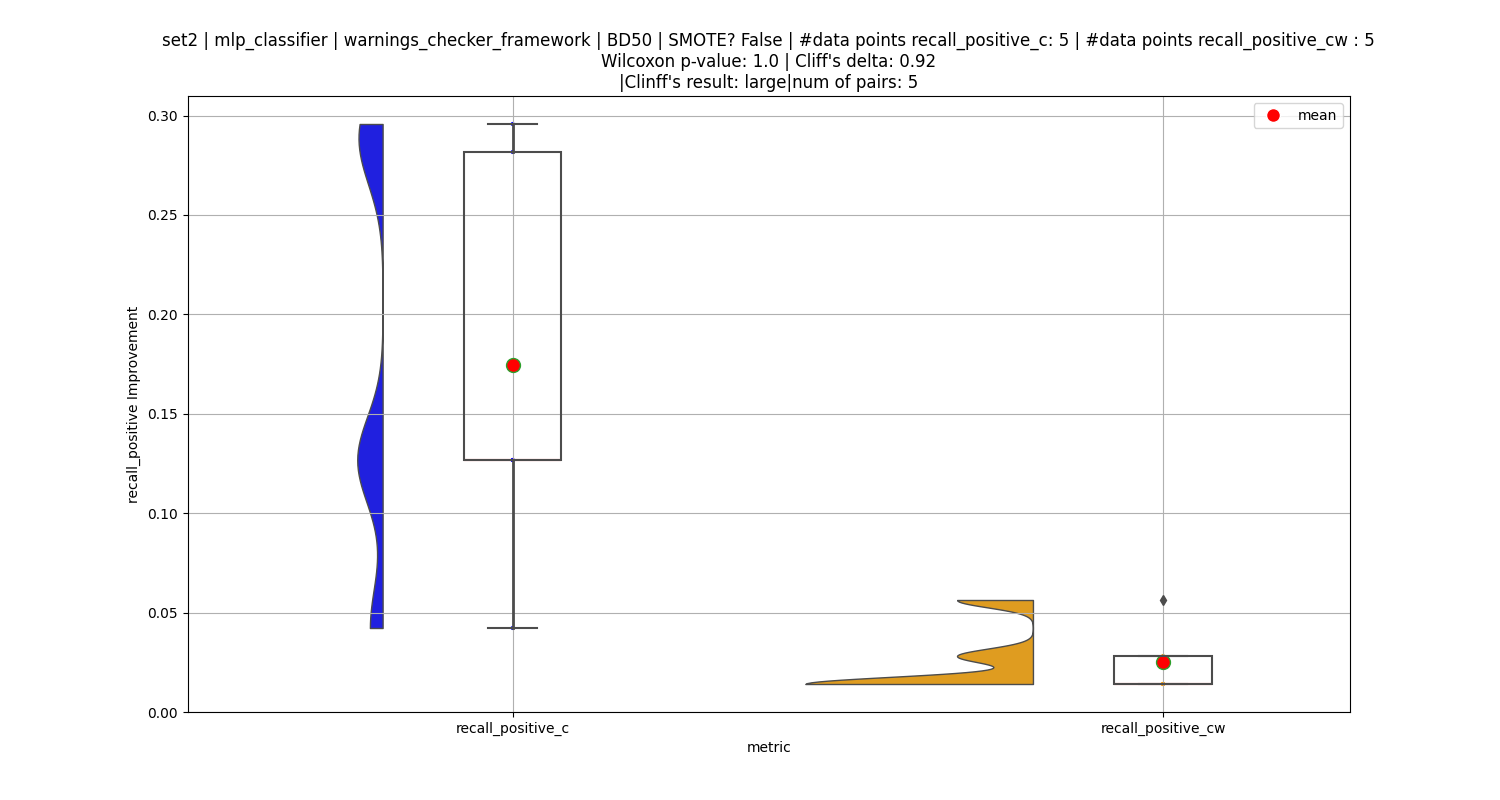 set2 | mlp_classifier | warnings_checker_framework | BD50 | SMOTE? False | #data points recall_positive_c: 5 | #data points recall_positive_cw : 5
Wilcoxon p-value: 1.0 | Cliff's delta: 0.92
|Clinff's result: large|num of pairs: 5
mean
recall_positive Improvement
0.30
0.25
0.20
0.15
0.10
0.05
0.00
recall_positive_c
recall_positive_cw
metric